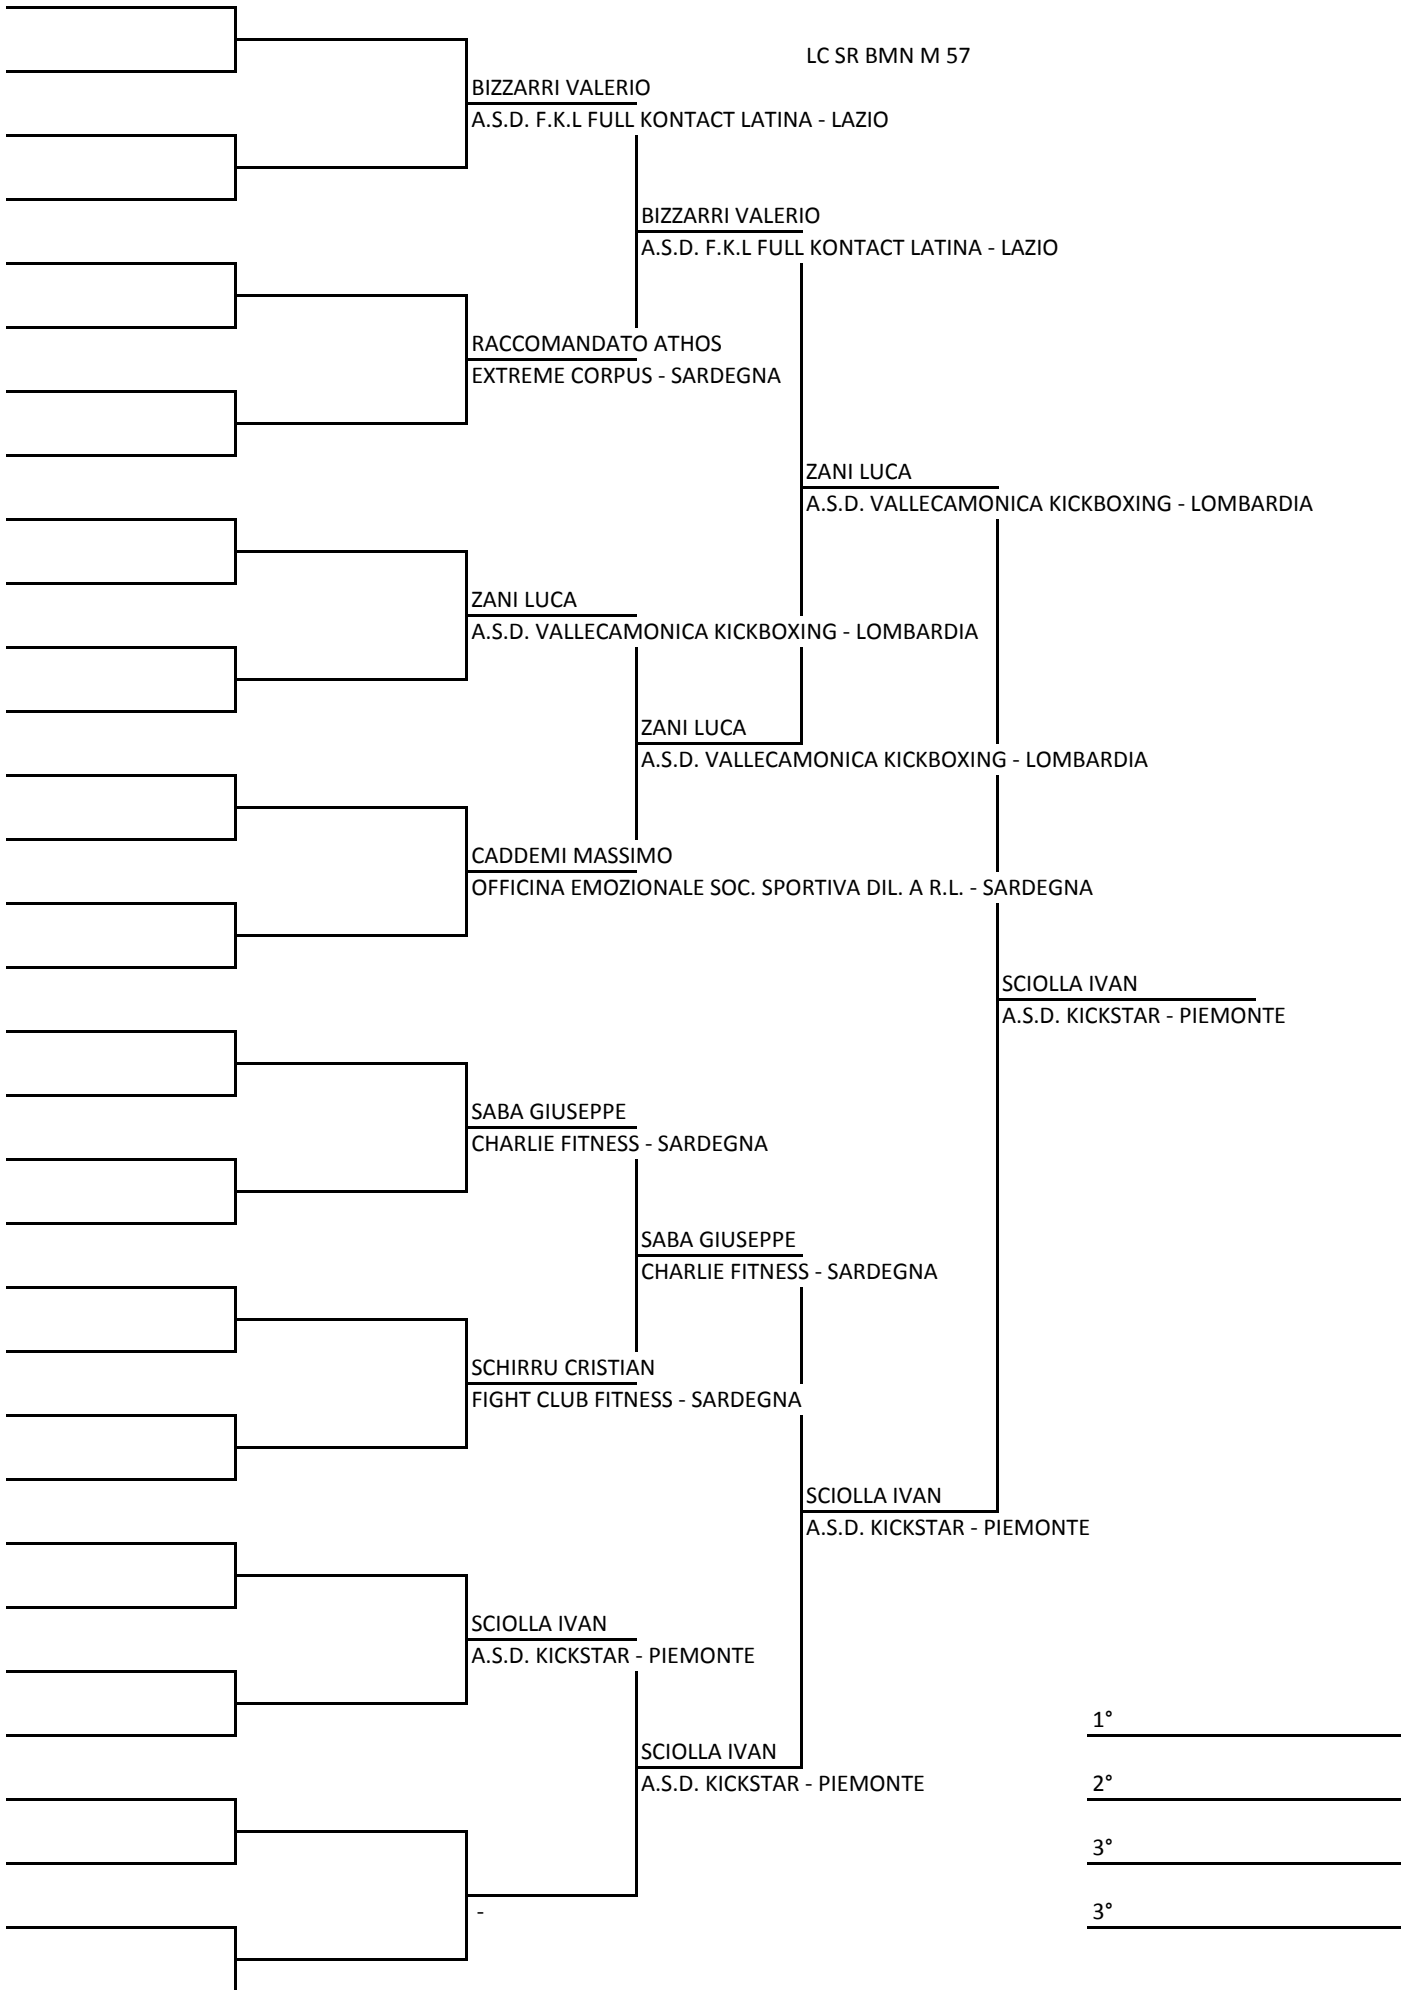 LC SR BMN M 57
BIZZARRI VALERIO
A.S.D. F.K.L FULL KONTACT LATINA - LAZIO
BIZZARRI VALERIO
A.S.D. F.K.L FULL KONTACT LATINA - LAZIO
RACCOMANDATO ATHOS
EXTREME CORPUS - SARDEGNA
ZANI LUCA
A.S.D. VALLECAMONICA KICKBOXING - LOMBARDIA
ZANI LUCA
A.S.D. VALLECAMONICA KICKBOXING - LOMBARDIA
ZANI LUCA
A.S.D. VALLECAMONICA KICKBOXING - LOMBARDIA
CADDEMI MASSIMO
OFFICINA EMOZIONALE SOC. SPORTIVA DIL. A R.L. - SARDEGNA
SCIOLLA IVAN
A.S.D. KICKSTAR - PIEMONTE
SABA GIUSEPPE
CHARLIE FITNESS - SARDEGNA
SABA GIUSEPPE
CHARLIE FITNESS - SARDEGNA
SCHIRRU CRISTIAN
FIGHT CLUB FITNESS - SARDEGNA
SCIOLLA IVAN
A.S.D. KICKSTAR - PIEMONTE
SCIOLLA IVAN
A.S.D. KICKSTAR - PIEMONTE
1°
SCIOLLA IVAN
A.S.D. KICKSTAR - PIEMONTE
2°
3°
-
3°